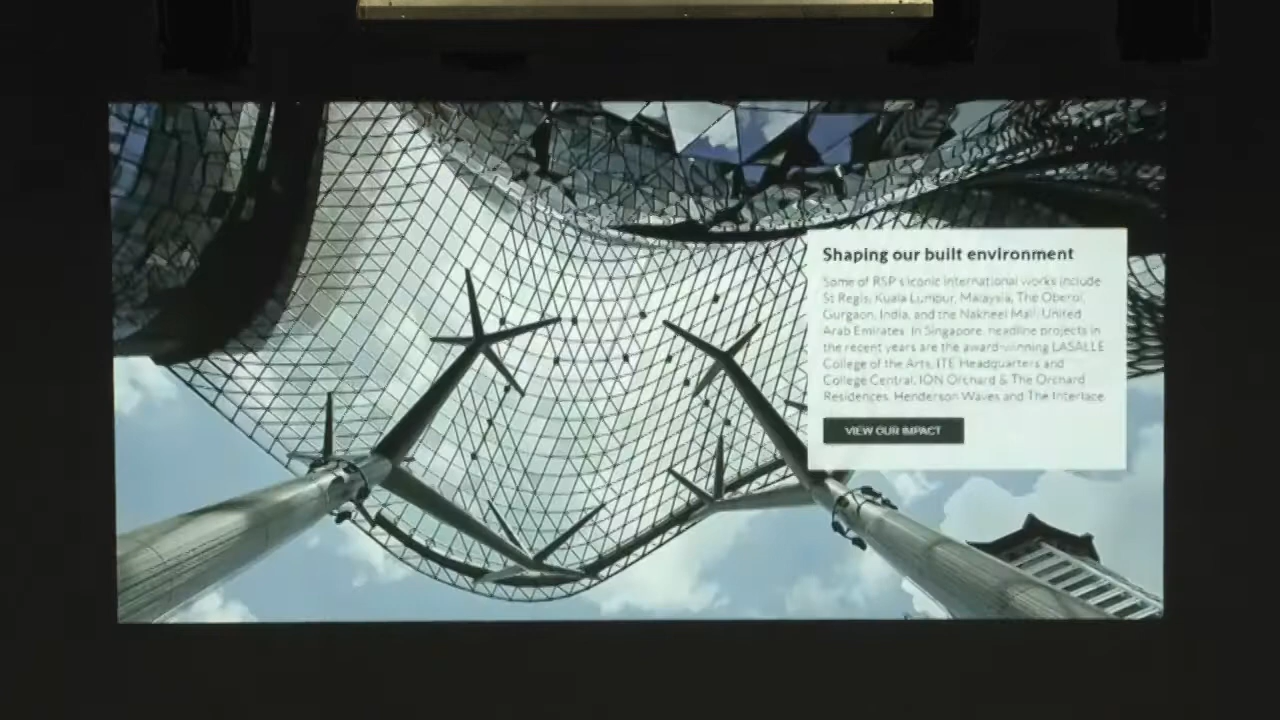 Shaping our built environment
Some of RSP's iconic international works include
St Regis, Kuala Lumpur, Malaysia, The Oberoi,
Gurgaon, India, and the Nakheel Mall, United
Arab Emirates. In Singapore, headline projects in
the recent years are the award-winning LASALLE
College of the Arts, ITE Headquarters and
College Central, ION Orchard & The Orchard
Residences, Henderson Waves and The Interlace.
VIEW OUR IMPACT